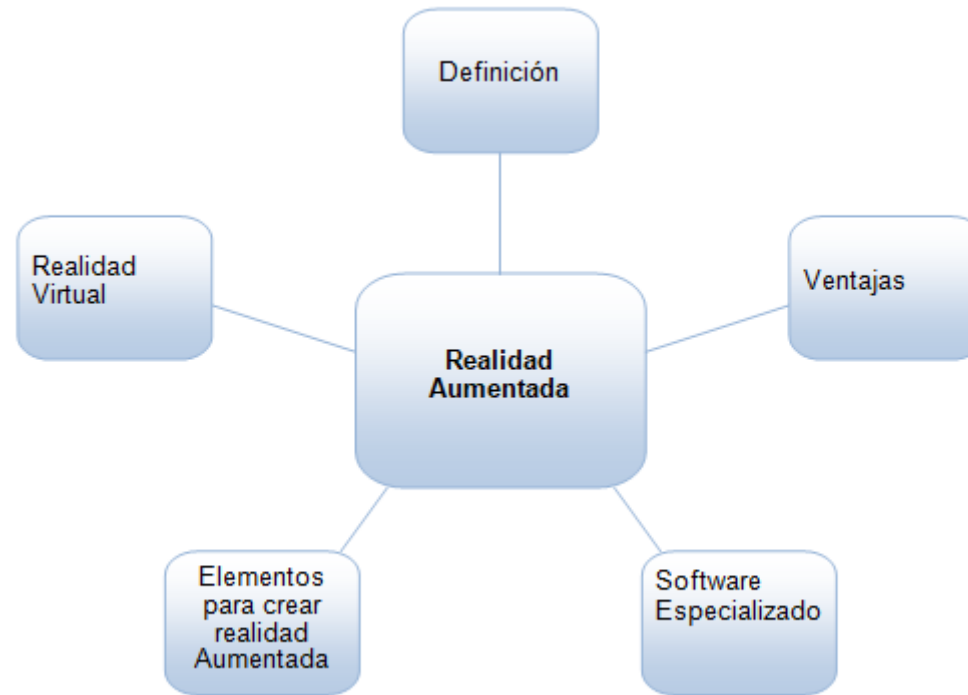 Definición
Realidad
Virtual
Ventajas
Realidad
Aumentada
Elementos
para crear
realidad
Aumentada
Software
Especializado